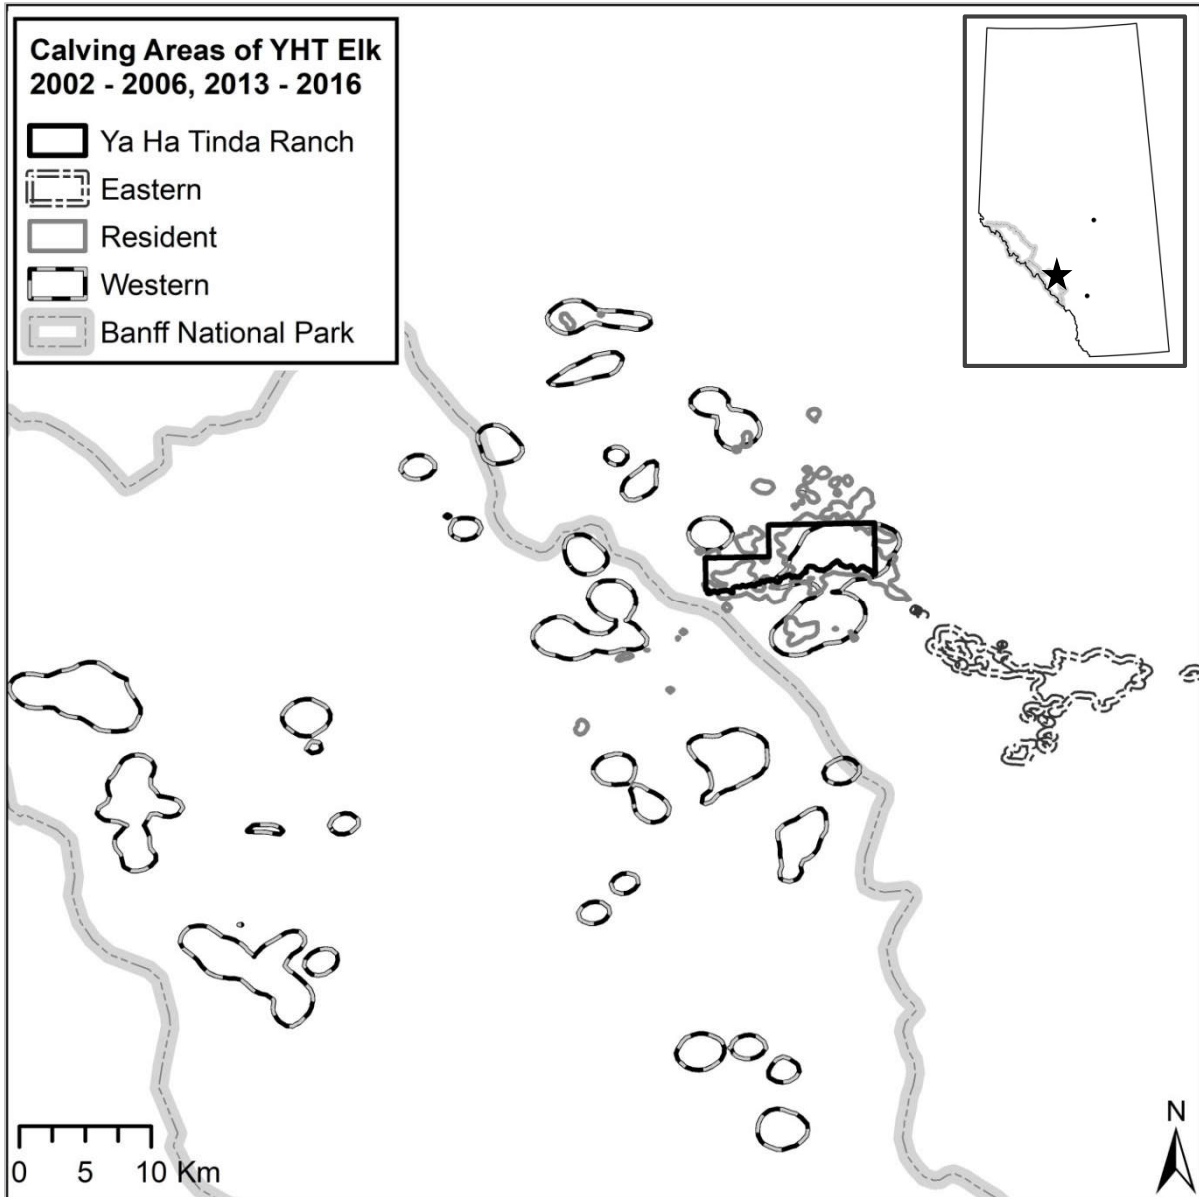 Calving Areas of YHT Elk
2002 - 2006, 2013 - 2016
Ya Ha Tinda Ranch
Eastern
Resident
Western
Banff National Park
N
0 5 10 Km